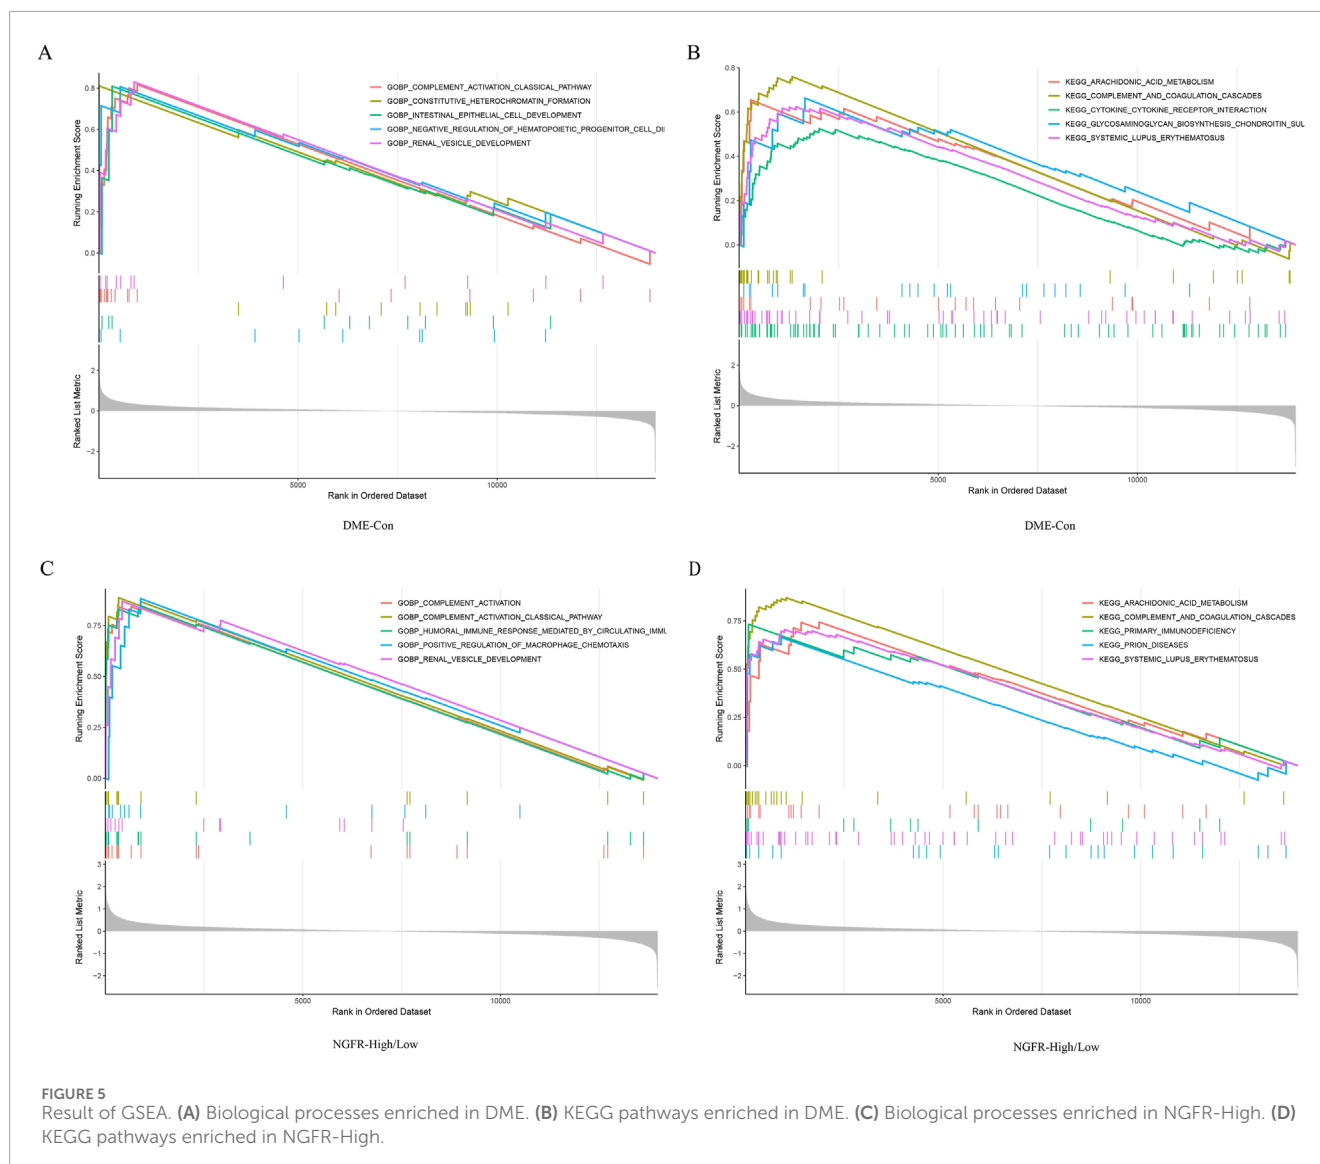 A
Running Enrichment Score
0.8
0.6
0.4
0.2
0.0
GOBP_COMPLEMENT_ACTIVATION_CLASSICAL_PATHWAY
GOBP_CONSTITUTIVE_HETEROCHROMATIN_FORMATION
GOBP_INTESTINAL_EPITHELIAL_CELL_DEVELOPMENT
GOBP_NEGATIVE_REGULATION_OF_HEMATOPOIETIC_PROGENITOR_CELL_DI
GOBP_RENAL_VESICLE_DEVELOPMENT
Ranked List Metric
2
0
−2
5000
10000
Rank in Ordered Dataset
DME-Con
B
Running Enrichment Score
0.8
0.6
0.4
0.2
0.0
KEGG_ARACHIDONIC_ACID_METABOLISM
KEGG_COMPLEMENT_AND_COAGULATION_CASCADES
KEGG_CYTOKINE_CYTOKINE_RECEPTOR_INTERACTION
KEGG_GLYCOSAMINOGLYCAN_BIOSYNTHESIS_CHONDROITIN_SUL
KEGG_SYSTEMIC_LUPUS_ERYTHEMATOSUS
Ranked List Metric
2
0
−2
5000
10000
Rank in Ordered Dataset
DME-Con
C
Running Enrichment Score
0.75
0.50
0.25
0.00
GOBP_COMPLEMENT_ACTIVATION
GOBP_COMPLEMENT_ACTIVATION_CLASSICAL_PATHWAY
GOBP_HUMORAL_IMMUNE_RESPONSE_MEDIATED_BY_CIRCULATING_IMMU
GOBP_POSITIVE_REGULATION_OF_MACROPHAGE_CHEMOTAXIS
GOBP_RENAL_VESICLE_DEVELOPMENT
Ranked List Metric
3
2
1
0
−1
−2
5000
10000
Rank in Ordered Dataset
NGFR-High/Low
D
Running Enrichment Score
0.75
0.50
0.25
0.00
KEGG_ARACHIDONIC_ACID_METABOLISM
KEGG_COMPLEMENT_AND_COAGULATION_CASCADES
KEGG_PRIMARY_IMMUNODEFICIENCY
KEGG_PRION_DISEASES
KEGG_SYSTEMIC_LUPUS_ERYTHEMATOSUS
Ranked List Metric
3
2
1
0
−1
−2
5000
10000
Rank in Ordered Dataset
NGFR-High/Low
FIGURE 5
Result of GSEA. (A) Biological processes enriched in DME. (B) KEGG pathways enriched in DME. (C) Biological processes enriched in NGFR-High. (D)
KEGG pathways enriched in NGFR-High.